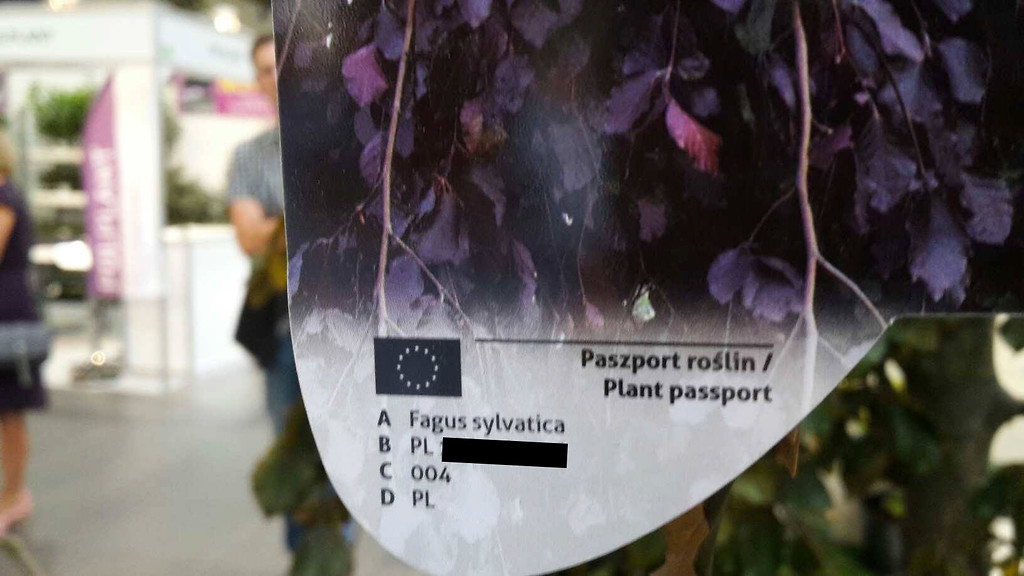 Paszport roślin /
Plant passport
A Fagus sylvatica
B PL
C 004
D PL